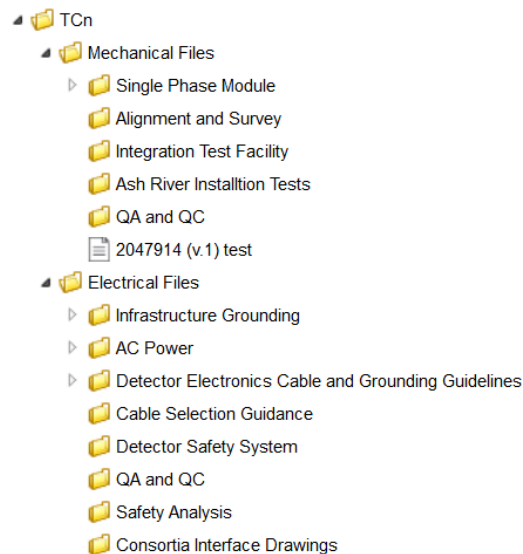 TCn
Mechanical Files
Single Phase Module
Alignment and Survey
Integration Test Facility
Ash River Installtion Tests
QA and QC
2047914 (v.1) test
Electrical Files
Infrastructure Grounding
AC Power
Detector Electronics Cable and Grounding Guidelines
Cable Selection Guidance
Detector Safety System
QA and QC
Safety Analysis
Consortia Interface Drawings